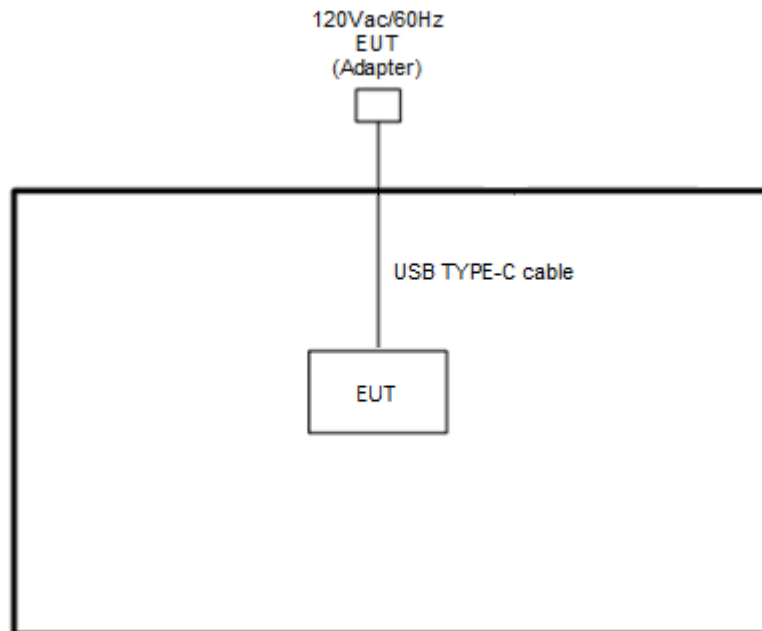 120Vac/60Hz
EUT
(Adapter)
USB TYPE-C cable
EUT